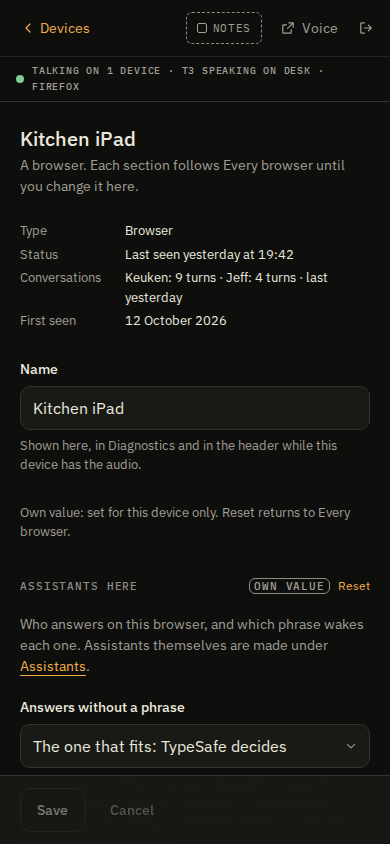 Devices
NOTES
Voice
TALKING ON 1 DEVICE · T3 SPEAKING ON DESK ·
FIREFOX
Kitchen iPad
A browser. Each section follows Every browser until
you change it here.
Type Browser
Status Last seen yesterday at 19:42
Conversations Keuken: 9 turns · Jeff: 4 turns · last
yesterday
First seen 12 October 2026
Name
Kitchen iPad
Shown here, in Diagnostics and in the header while this
device has the audio.
Own value: set for this device only. Reset returns to Every
browser.
ASSISTANTS HERE OWN VALUE Reset
Who answers on this browser, and which phrase wakes
each one. Assistants themselves are made under
Assistants.
Answers without a phrase
The one that fits: TypeSafe decides
Save Cancel